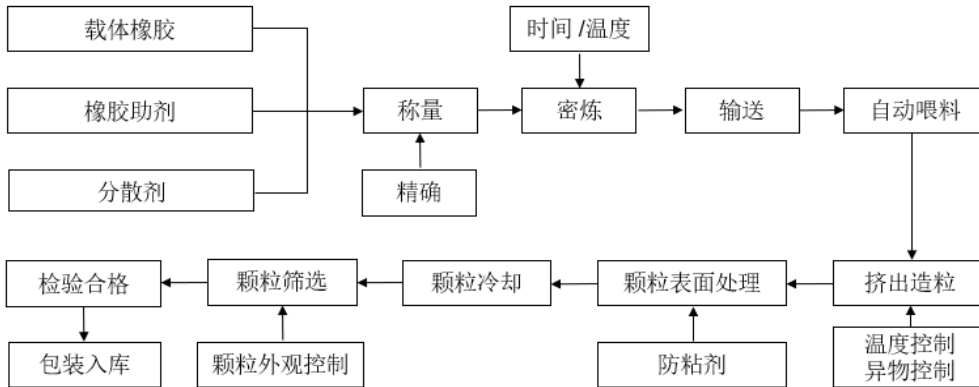 载体橡胶
时间/温度
橡胶助剂
称量
密炼
输送
自动喂料
分散剂
精确
检验合格
颗粒筛选
颗粒冷却
颗粒表面处理
挤出造粒
包装入库
颗粒外观控制
防粘剂
温度控制
异物控制